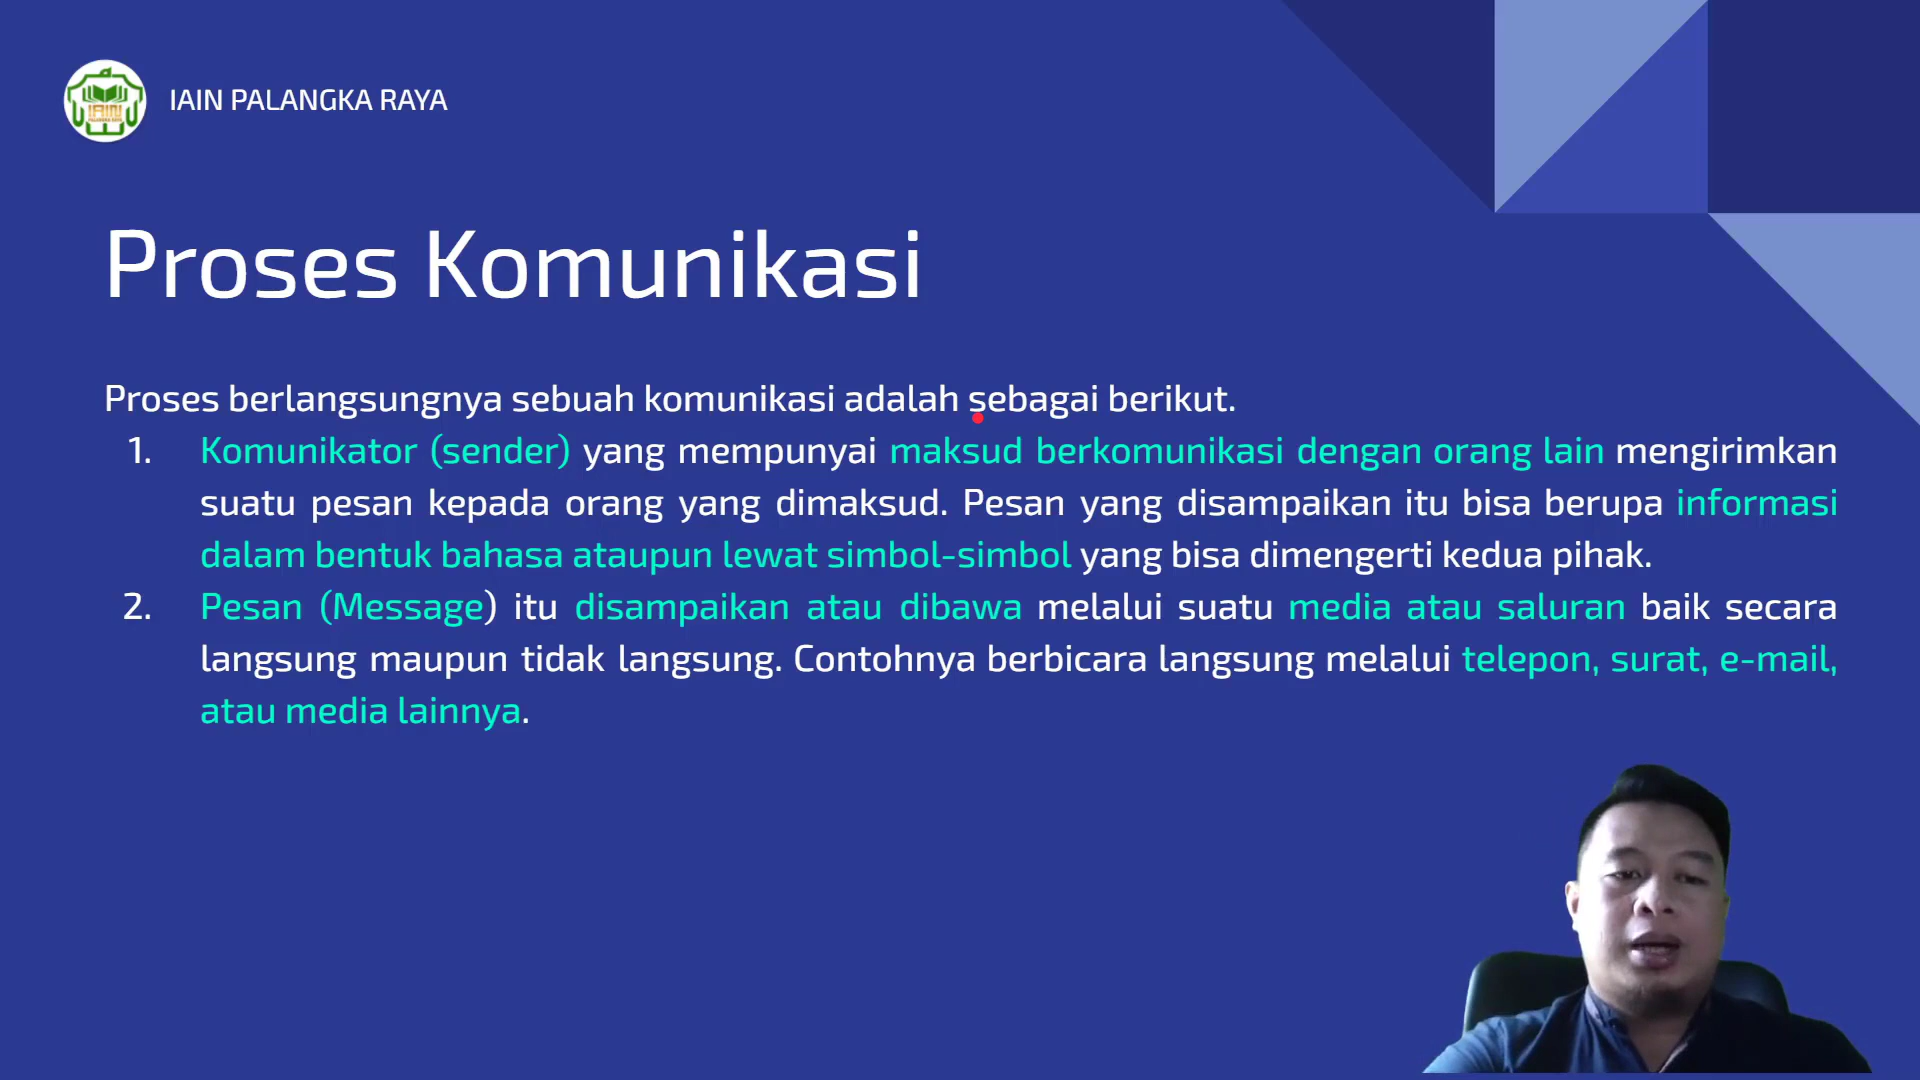 IAIN
IAIN PALANGKA RAYA
Proses Komunikasi
Proses berlangsungnya sebuah komunikasi adalah sebagai berikut.
1. Komunikator (sender) yang mempunyai maksud berkomunikasi dengan orang lain mengirimkan
suatu pesan kepada orang yang dimaksud. Pesan yang disampaikan itu bisa berupa informasi
dalam bentuk bahasa ataupun lewat simbol-simbol yang bisa dimengerti kedua pihak.
2. Pesan (Message) itu disampaikan atau dibawa melalui suatu media atau saluran baik secara
langsung maupun tidak langsung. Contohnya berbicara langsung melalui telepon, surat, e-mail,
atau media lainnya.